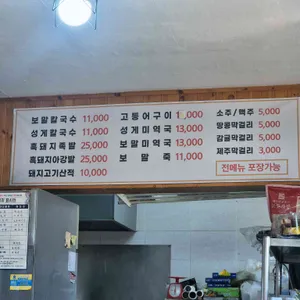 보말칼국수 11,000
성게칼국수 11,000
흑돼지족발 25,000
흑돼지아강발 25,000
돼지고기산적 10,000
고등어구이 11,000
성게미역국 13,000
보말미역국 13,000
보말죽 11,000
소주/맥주 5,000
땅콩막걸리 5,000
감귤막걸리 5,000
제주막걸리 3,000
전메뉴 포장가능